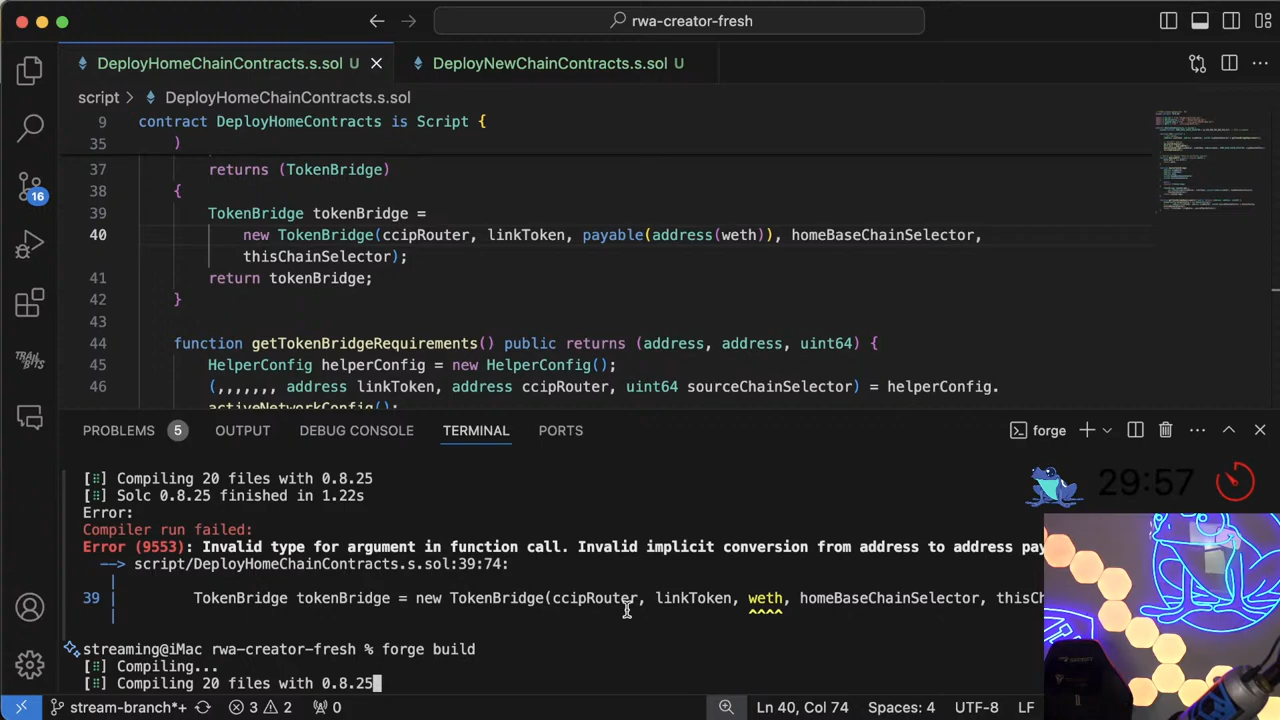 rwa-creator-fresh
DeployHomeChainContracts.s.sol U
DeployNewChainContracts.s.sol U
script > DeployHomeChainContracts.s.sol
9 contract DeployHomeContracts is Script {
35 )
37 returns (TokenBridge)
38 {
39 TokenBridge tokenBridge =
40 new TokenBridge(ccipRouter, linkToken, payable(address(weth)), homeBaseChainSelector,
thisChainSelector);
41 return tokenBridge;
42 }
43
44 function getTokenBridgeRequirements() public returns (address, address, uint64) {
45 HelperConfig helperConfig = new HelperConfig();
46 (,,,,,,, address linkToken, address ccipRouter, uint64 sourceChainSelector) = helperConfig.
activeNetworkConfig();
16
TRAIL
BITS
PROBLEMS 5 OUTPUT DEBUG CONSOLE TERMINAL PORTS forge
[⠿] Compiling 20 files with 0.8.25
[⠿] Solc 0.8.25 finished in 1.22s
Error:
Compiler run failed:
Error (9553): Invalid type for argument in function call. Invalid implicit conversion from address to address pay
--> script/DeployHomeChainContracts.s.sol:39:74:
|
39 | TokenBridge tokenBridge = new TokenBridge(ccipRouter, linkToken, weth, homeBaseChainSelector, thisCh
| ^^^^
streaming@iMac rwa-creator-fresh % forge build
[⠿] Compiling...
[⠿] Compiling 20 files with 0.8.25
29:57
stream-branch*+ 3 2 0 Ln 40, Col 74 Spaces: 4 UTF-8 LF